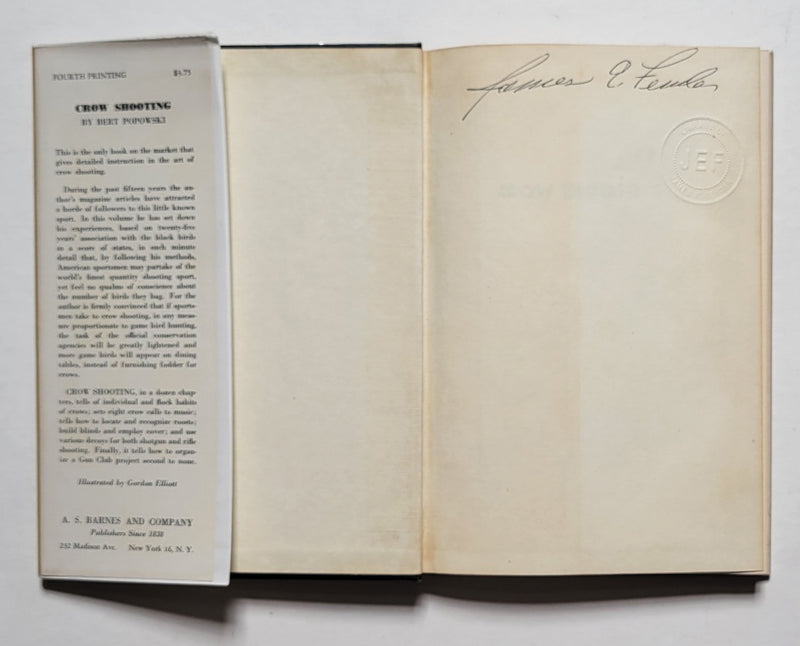 FOURTH PRINTING $3.75
CROW SHOOTING
BY BERT POPOWSKI
This is the only book on the market that
gives detailed instruction in the art of
crow shooting.
During the past fifteen years the au-
thor's magazine articles have attracted
a horde of followers to this little known
sport. In this volume he has set down
his experiences, based on twenty-five
years' association with the black birds
in a score of states, in such minute
detail that, by following his methods,
American sportsmen may partake of the
world's finest quantity shooting sport,
yet feel no qualms of conscience about
the number of birds they bag. For the
author is firmly convinced that if sports-
men take to crow shooting, in any meas-
ure proportionate to game bird hunting,
the task of the official conservation
agencies will be greatly lightened and
more game birds will appear on dining
tables, instead of furnishing fodder for
crows.
CROW SHOOTING, in a dozen chap-
ters, tells of individual and flock habits
of crows; sets eight crow calls to music;
tells how to locate and recognize roosts;
build blinds and employ cover; and use
various decoys for both shotgun and rifle
shooting. Finally, it tells how to organ-
ize a Gun Club project second to none.
Illustrated by Gordon Elliott
A. S. BARNES AND COMPANY
Publishers Since 1838
232 Madison Ave. New York 16, N. Y.
James E. Fender
JEF